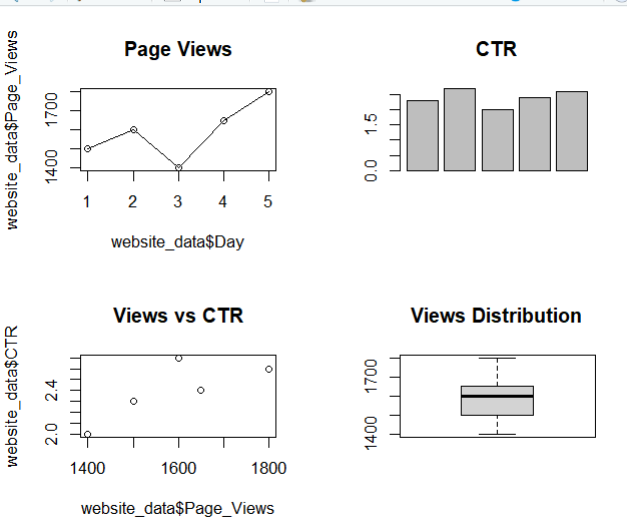 Page Views
website_data$Page_Views
1400 1700
1 2 3 4 5
website_data$Day
CTR
0.0 1.5
Views vs CTR
website_data$CTR
2.0 2.4
1400 1600 1800
website_data$Page_Views
Views Distribution
1400 1700